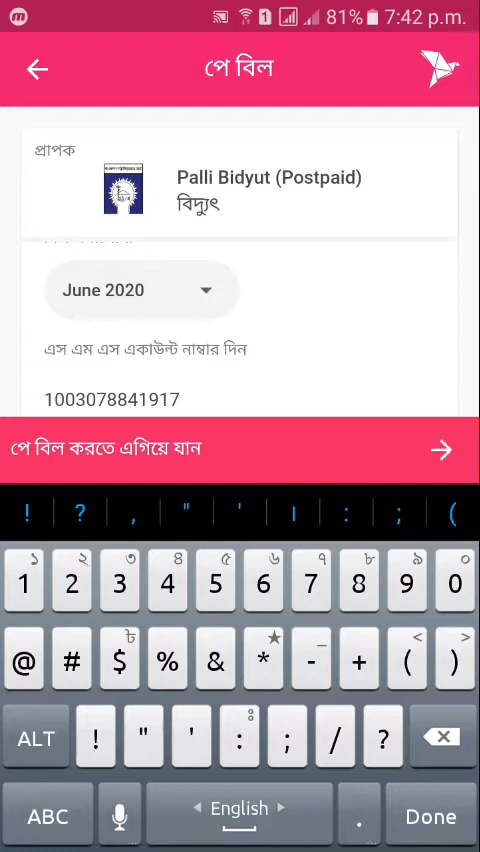 81% 7:42 p.m.
পে বিল
প্রাপক
Palli Bidyut (Postpaid)
বিদ্যুৎ
June 2020
এস এম এস একাউন্ট নাম্বার দিন
1003078841917
পে বিল করতে এগিয়ে যান
! ? , " ' । : ; (
১ ২ ৩ ৪ ৫ ৬ ৭ ৮ ৯ ০
1 2 3 4 5 6 7 8 9 0
৳ ★ _ < >
@ # $ % & * - + ( )
ALT ! " ' : ; / ?
ABC English . Done